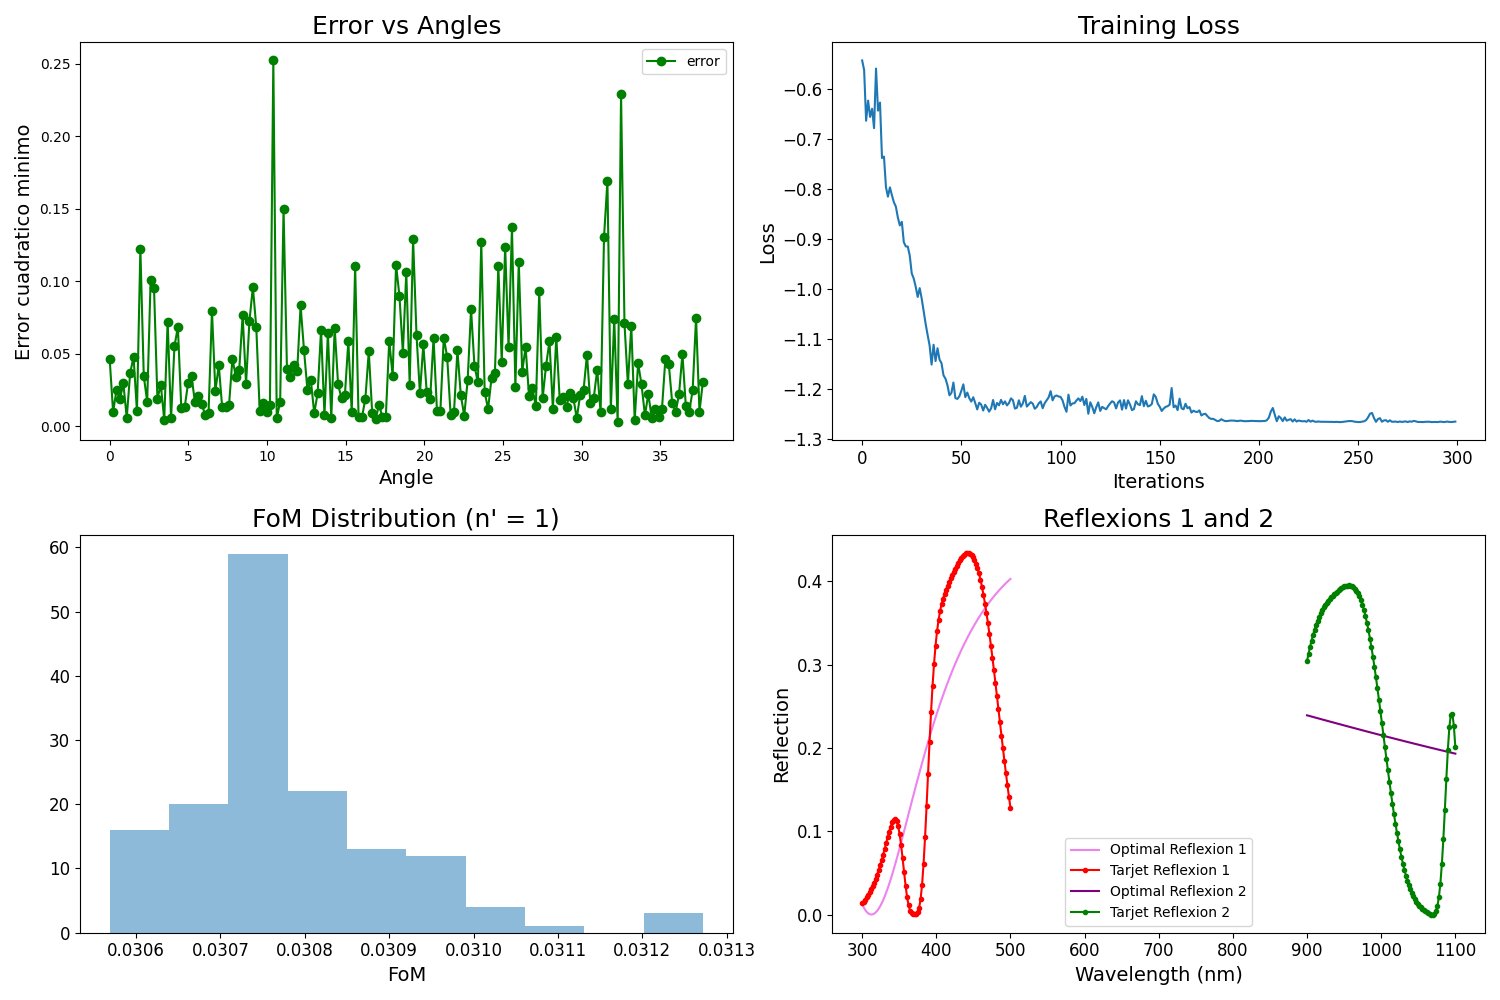 Error vs Angles
error
0.25
0.20
0.15
0.10
0.05
0.00
Error cuadratico minimo
0 5 10 15 20 25 30 35
Angle
Training Loss
−0.6
−0.7
−0.8
−0.9
−1.0
−1.1
−1.2
−1.3
Loss
0 50 100 150 200 250 300
Iterations
FoM Distribution (n' = 1)
60
50
40
30
20
10
0
0.0306 0.0307 0.0308 0.0309 0.0310 0.0311 0.0312 0.0313
FoM
Reflexions 1 and 2
0.4
0.3
0.2
0.1
0.0
Reflection
Optimal Reflexion 1
Tarjet Reflexion 1
Optimal Reflexion 2
Tarjet Reflexion 2
300 400 500 600 700 800 900 1000 1100
Wavelength (nm)